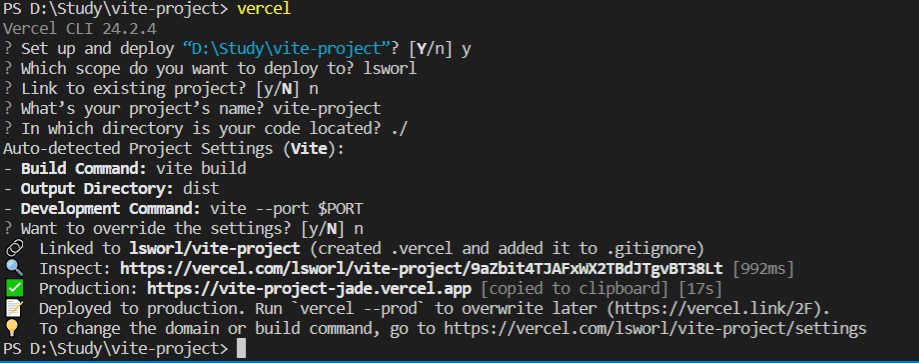 PS D:\Study\vite-project> vercel
Vercel CLI 24.2.4
? Set up and deploy “D:\Study\vite-project”? [Y/n] y
? Which scope do you want to deploy to? lsworl
? Link to existing project? [y/N] n
? What’s your project’s name? vite-project
? In which directory is your code located? ./
Auto-detected Project Settings (Vite):
- Build Command: vite build
- Output Directory: dist
- Development Command: vite --port $PORT
? Want to override the settings? [y/N] n
🔗 Linked to lsworl/vite-project (created .vercel and added it to .gitignore)
🔍 Inspect: https://vercel.com/lsworl/vite-project/9aZbit4TJAFxWX2TBdJTgvBT38Lt [992ms]
✅ Production: https://vite-project-jade.vercel.app [copied to clipboard] [17s]
📝 Deployed to production. Run `vercel --prod` to overwrite later (https://vercel.link/2F).
💡 To change the domain or build command, go to https://vercel.com/lsworl/vite-project/settings
PS D:\Study\vite-project>